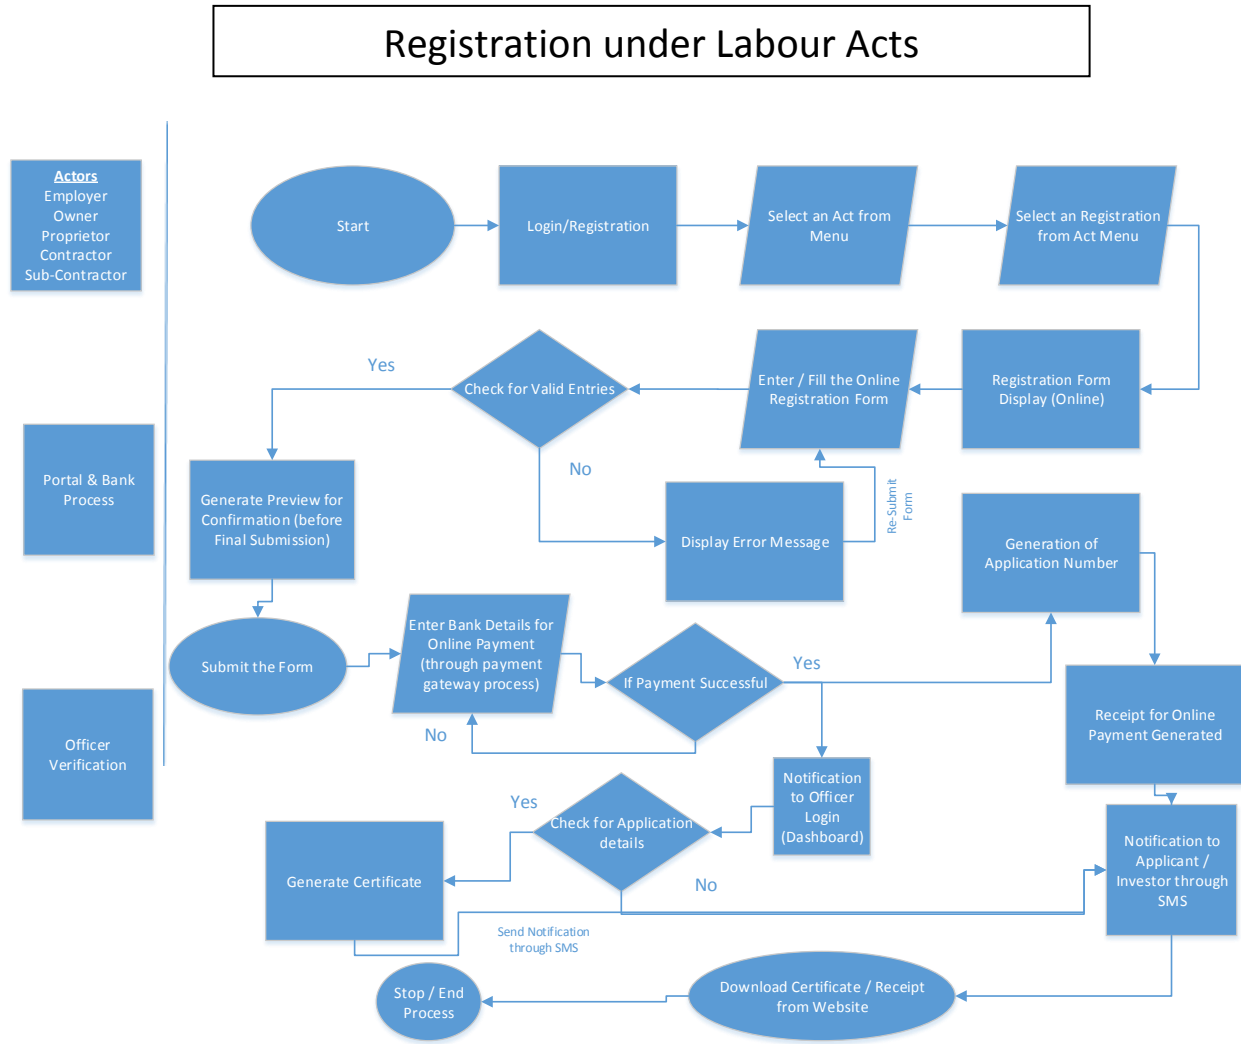 Registration under Labour Acts
Actors
Employer
Owner
Proprietor
Contractor
Sub-Contractor
Start
Login/Registration
Select an Act from
Menu
Select an Registration
from Act Menu
Yes
Check for Valid Entries
Enter / Fill the Online
Registration Form
Registration Form
Display (Online)
Portal & Bank
Process
No
Generate Preview for
Confirmation (before
Final Submission)
Display Error Message
Re-Submit
Form
Generation of
Application Number
Submit the Form
Enter Bank Details for
Online Payment
(through payment
gateway process)
If Payment Successful
Yes
No
Receipt for Online
Payment Generated
Officer
Verification
Notification
to Officer
Login
(Dashboard)
Yes
Check for Application
details
No
Generate Certificate
Notification to
Applicant /
Investor through
SMS
Send Notification
through SMS
Stop / End
Process
Download Certificate / Receipt
from Website